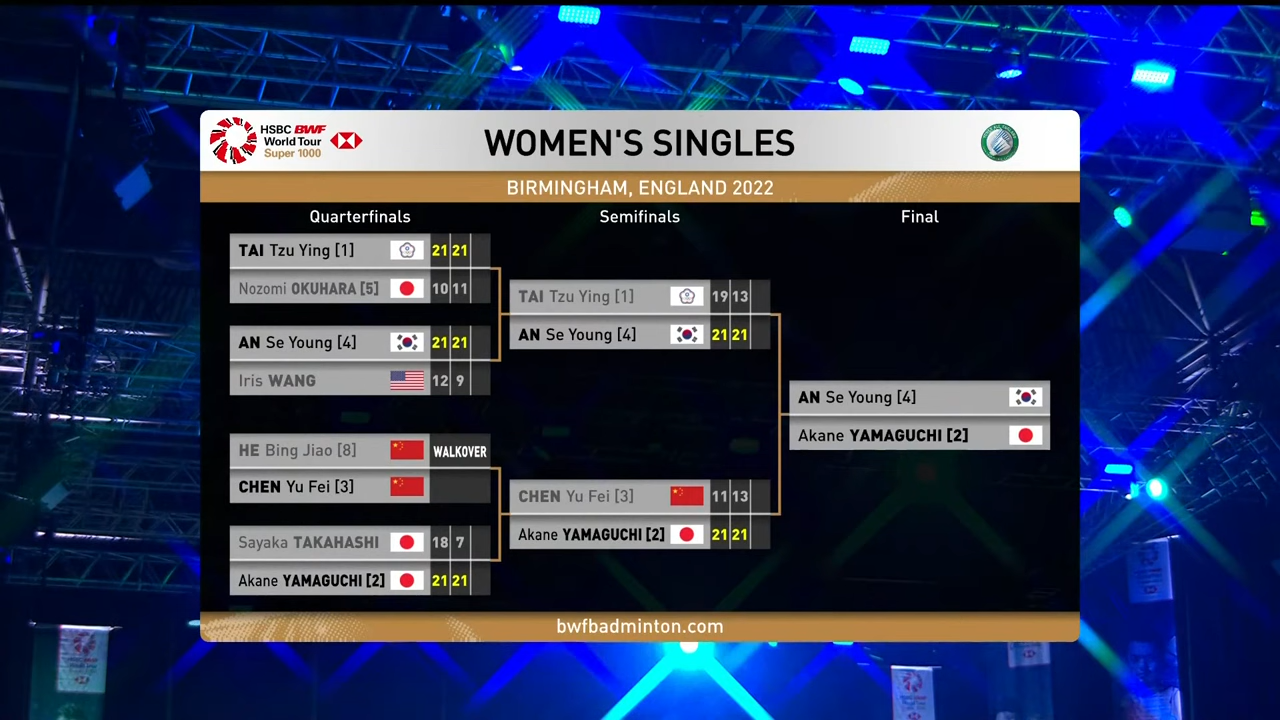 HSBC BWF
World Tour
Super 1000
WOMEN'S SINGLES
BIRMINGHAM, ENGLAND 2022
Quarterfinals
Semifinals
Final
TAI Tzu Ying [1] 21 21
Nozomi OKUHARA [5] 10 11
AN Se Young [4] 21 21
Iris WANG 12 9
HE Bing Jiao [8] WALKOVER
CHEN Yu Fei [3]
Sayaka TAKAHASHI 18 7
Akane YAMAGUCHI [2] 21 21
TAI Tzu Ying [1] 19 13
AN Se Young [4] 21 21
CHEN Yu Fei [3] 11 13
Akane YAMAGUCHI [2] 21 21
AN Se Young [4]
Akane YAMAGUCHI [2]
bwfbadminton.com